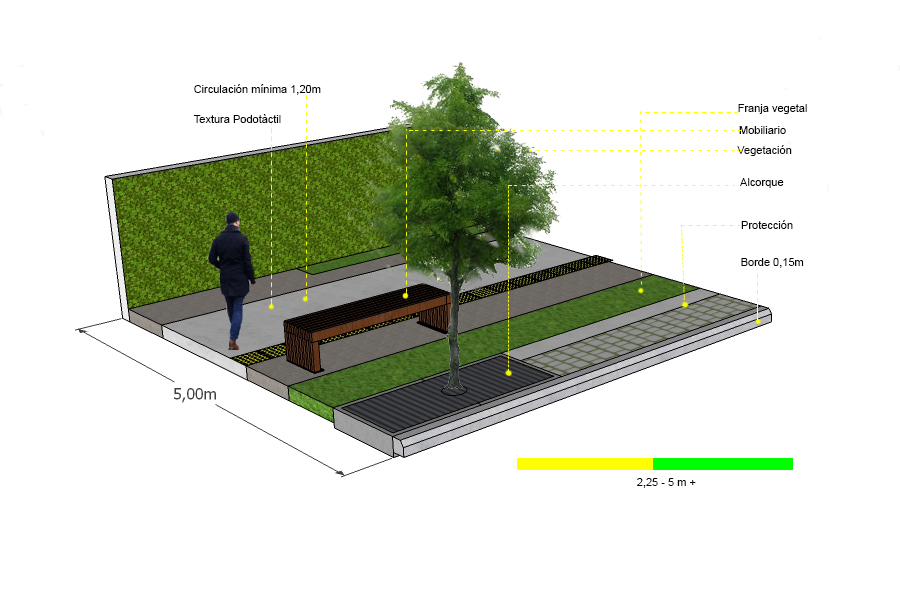 Circulación mínima 1,20m
Textura Podotàctil
Franja vegetal
Mobiliario
Vegetación
Alcorque
Protección
Borde 0,15m
5,00m
2,25 - 5 m +